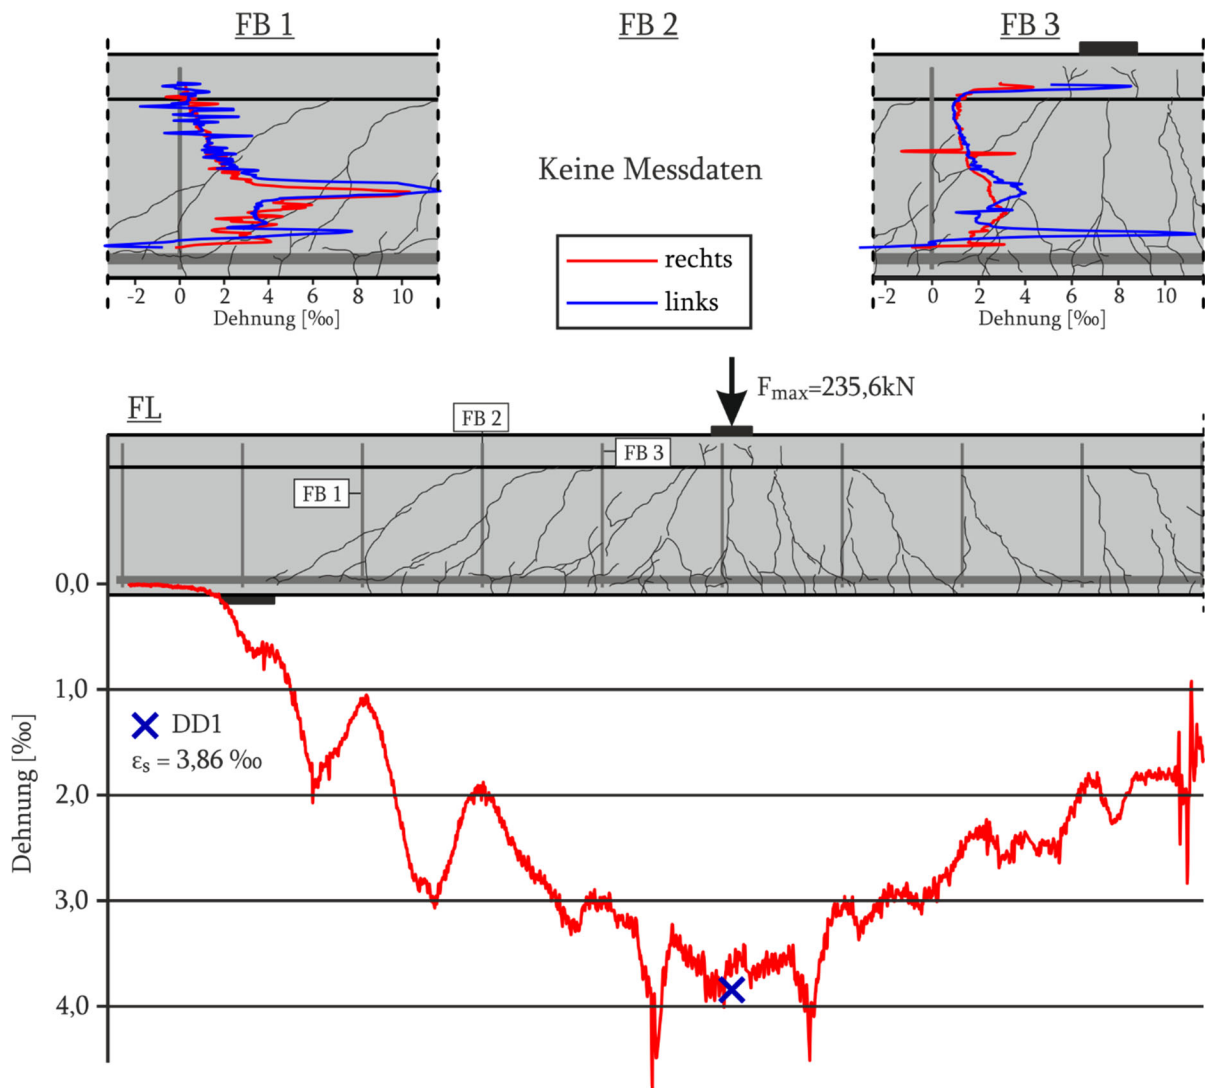 FB 1
FB 2
FB 3
Keine Messdaten
rechts
links
-2 0 2 4 6 8 10
Dehnung [‰]
-2 0 2 4 6 8 10
Dehnung [‰]
Fmax=235,6kN
FL
FB 2
FB 3
FB 1
0,0
1,0
DD1
εs = 3,86 ‰
2,0
3,0
4,0
Dehnung [‰]